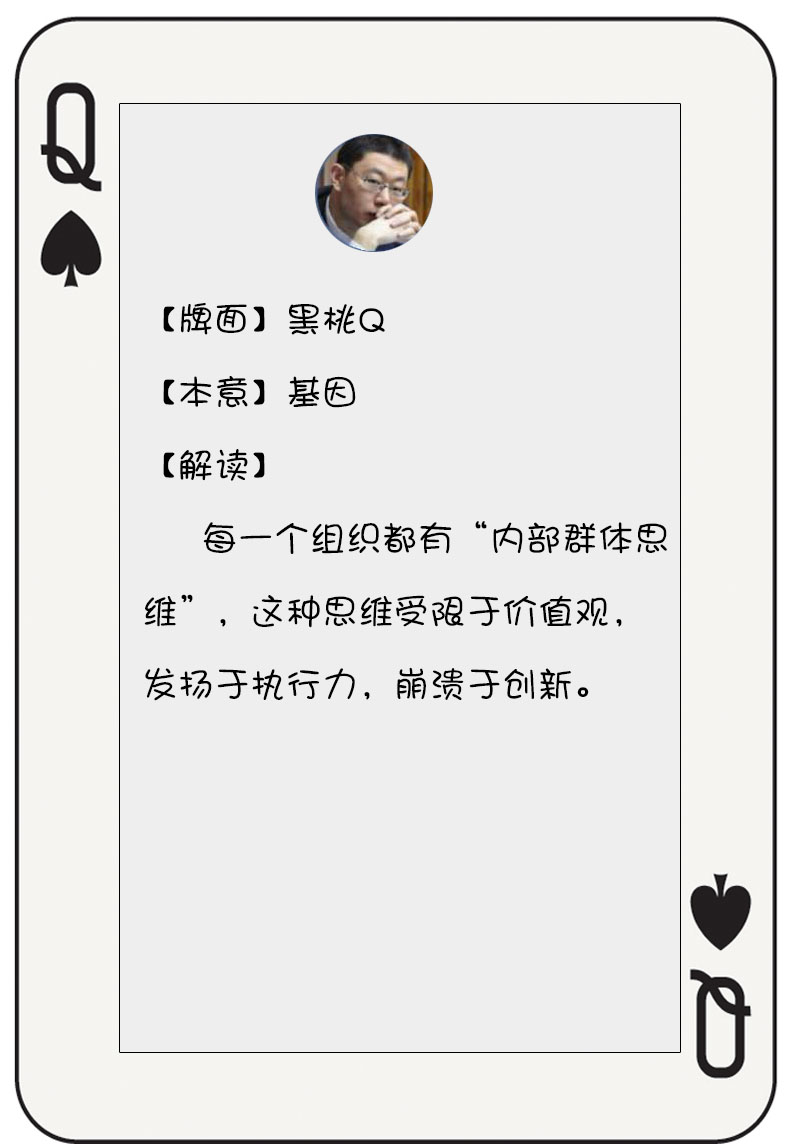 Q
【牌面】黑桃Q
【本意】基因
【解读】
每一个组织都有“内部群体思
维”，这种思维受限于价值观，
发扬于执行力，崩溃于创新。
Q